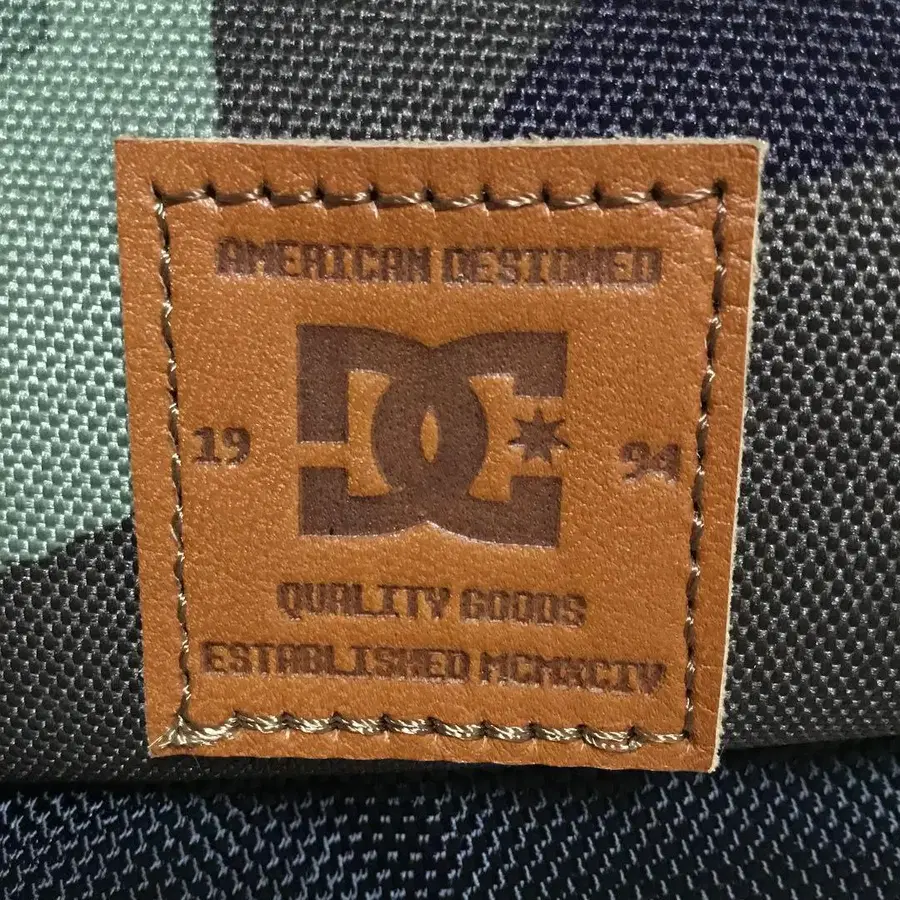 AMERICAN DESIGNED
DC
19 94
QUALITY GOODS
ESTABLISHED MCMXCIV